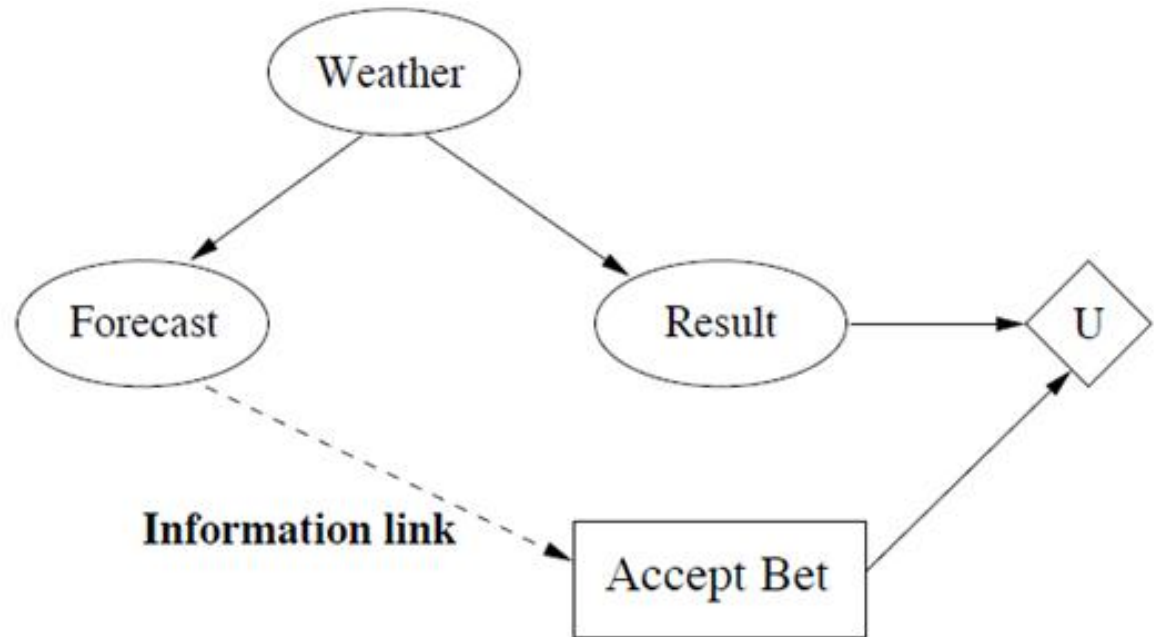 Weather
Forecast
Result
U
Information link
Accept Bet